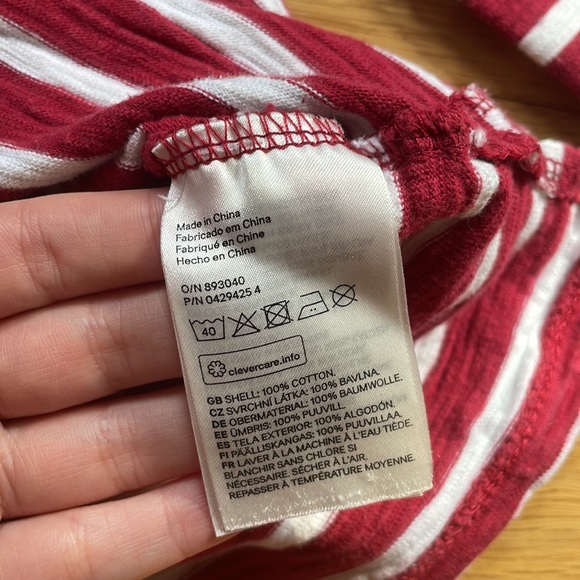 Made in China
Fabricado em China
Fabriqué en Chine
Hecho en China
O/N 893040
P/N 0429425 4
40
clevercare.info
GB SHELL: 100% COTTON.
CZ SVRCHNÍ LÁTKA: 100% BAVLNA.
DE OBERMATERIAL: 100% BAUMWOLLE.
EE ÜMBRIS: 100% PUUVILL.
ES TELA EXTERIOR: 100% ALGODÓN.
FI PÄÄLLISKANGAS: 100% PUUVILLAA.
FR LAVER À LA MACHINE À L'EAU TIÈDE.
BLANCHIR SANS CHLORE SI
NÉCESSAIRE. SÉCHER À L'AIR.
REPASSER À TEMPÉRATURE MOYENNE.